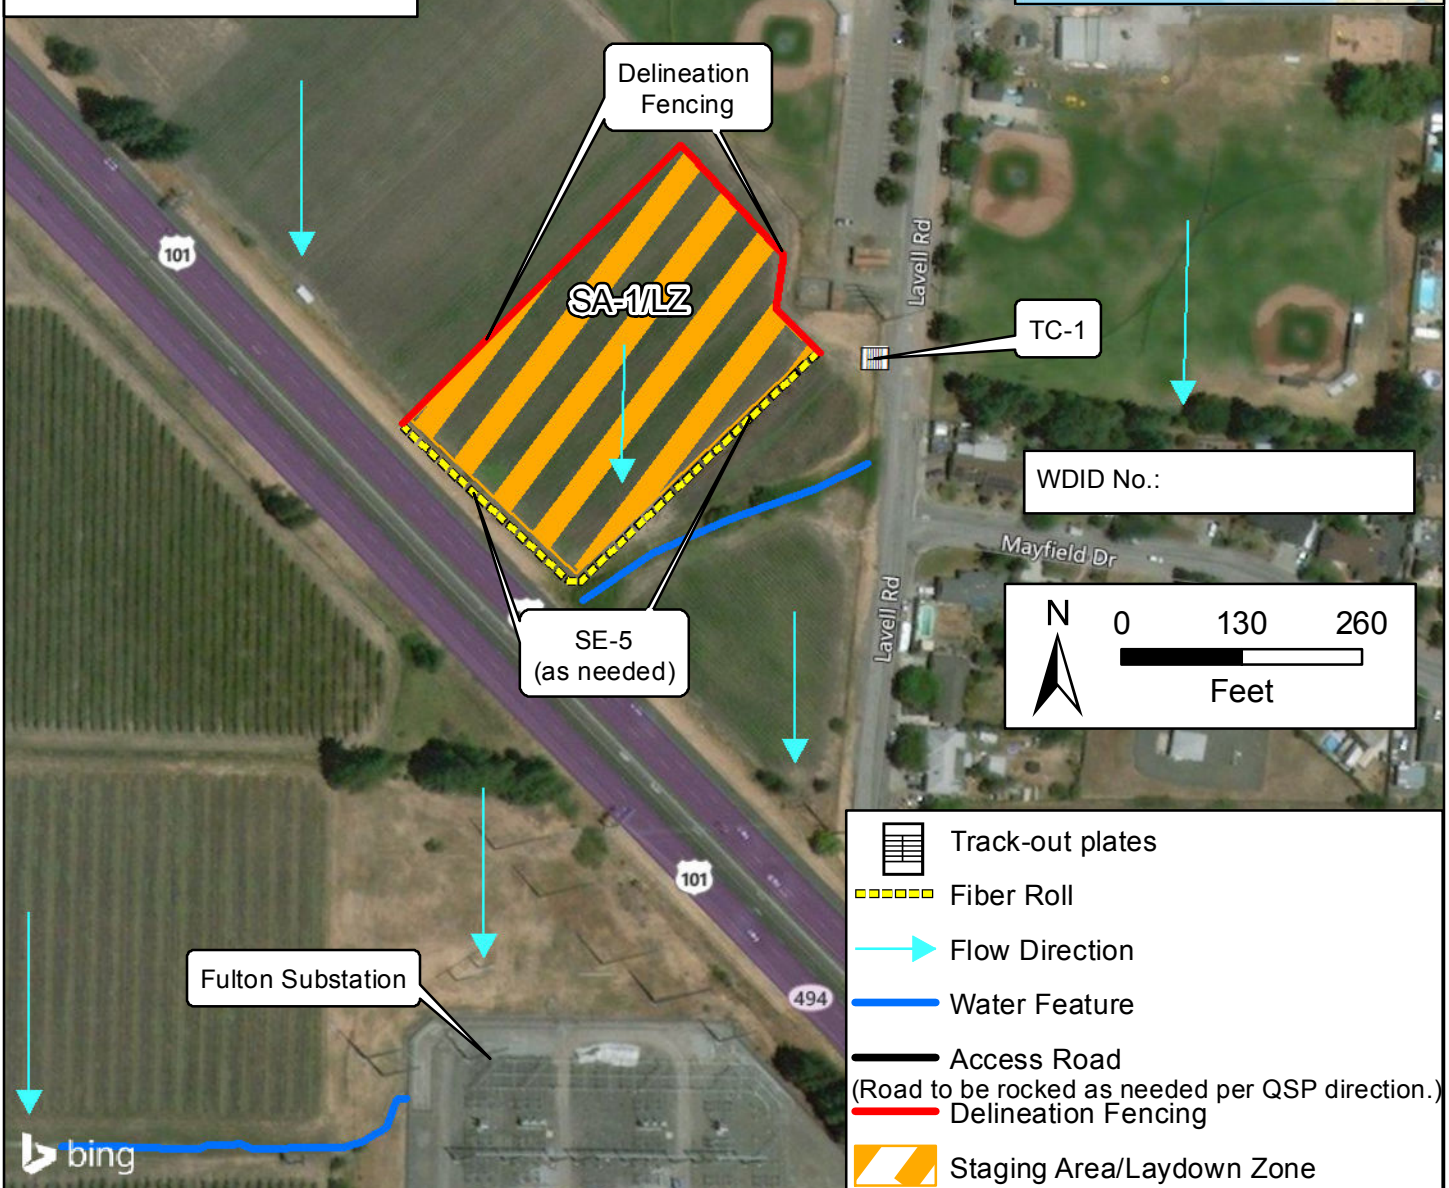 Delineation
Fencing
101
SA-1/LZ
Lavell Rd
TC-1
WDID No.:
Mayfield Dr
Lavell Rd
N
0 130 260
Feet
SE-5
(as needed)
101
494
Fulton Substation
Track-out plates
Fiber Roll
Flow Direction
Water Feature
Access Road
(Road to be rocked as needed per QSP direction.)
Delineation Fencing
Staging Area/Laydown Zone
bing